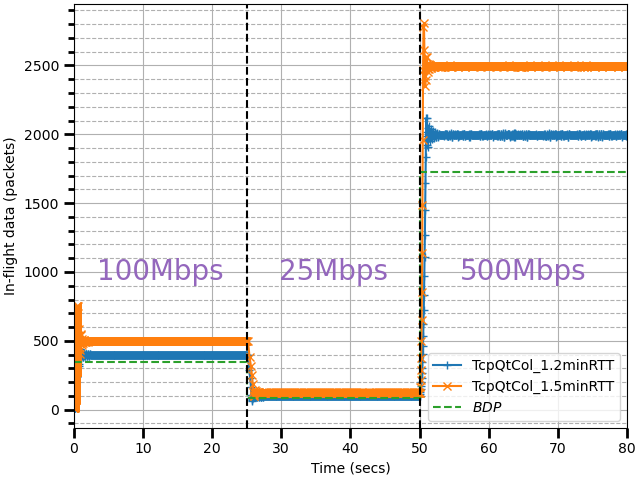 In-flight data (packets)
2500
2000
1500
1000
500
0
100Mbps 25Mbps 500Mbps
TcpQtCol_1.2minRTT
TcpQtCol_1.5minRTT
BDP
0 10 20 30 40 50 60 70 80
Time (secs)